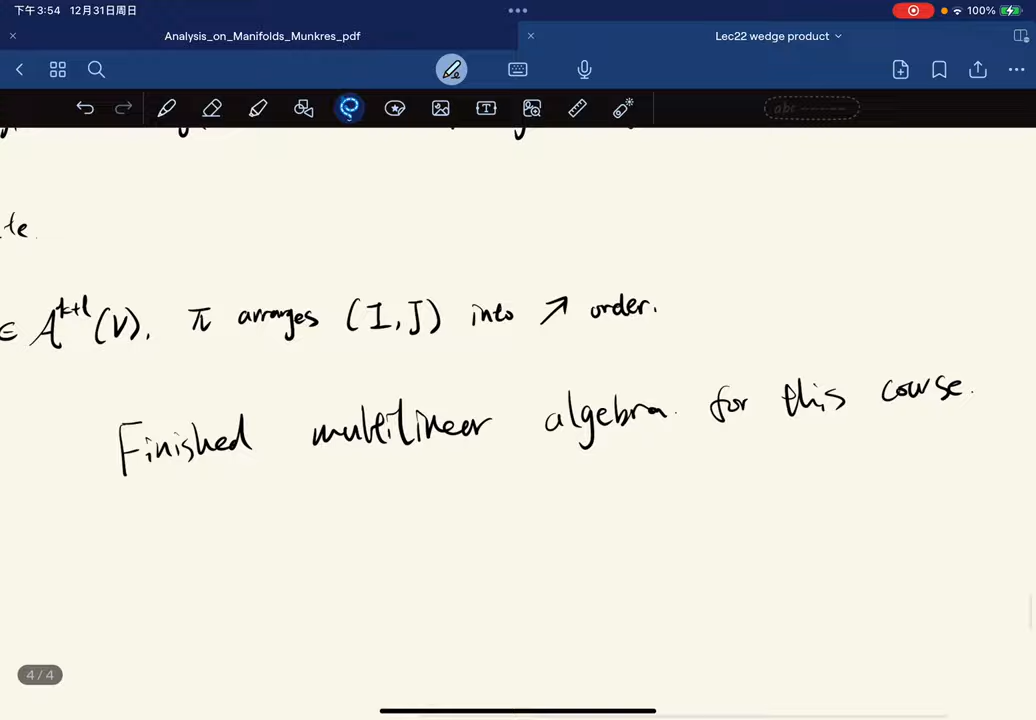 下午3:54 12月31日周日
100%
Analysis_on_Manifolds_Munkres_pdf
Lec22 wedge product
abc
te.
∈ A^{k+l}(V), π arranges (I, J) into ↗ order.
Finished multilinear algebra. for this course.
4/4